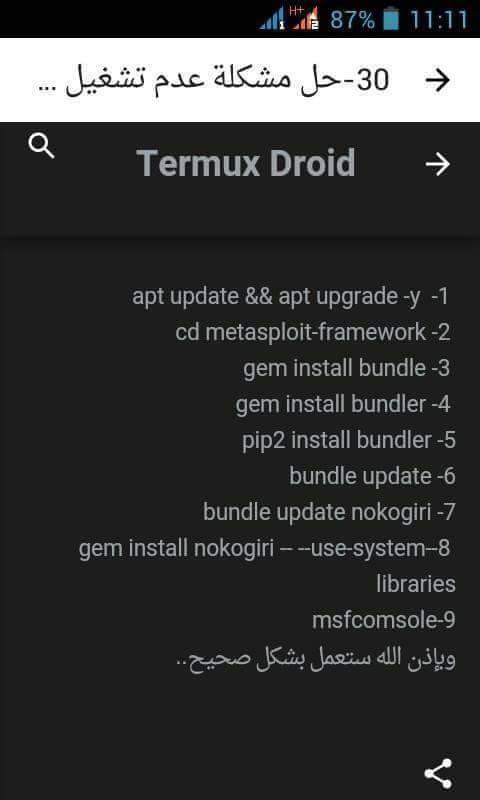 H+ 1 2 87% 11:11
30-حل مشكلة عدم تشغيل ...
Termux Droid
1- apt update && apt upgrade -y
2- cd metasploit-framework
3- gem install bundle
4- gem install bundler
5- pip2 install bundler
6- bundle update
7- bundle update nokogiri
8--gem install nokogiri -- --use-system
libraries
9-msfcomsole
وبإذن الله ستعمل بشكل صحيح..